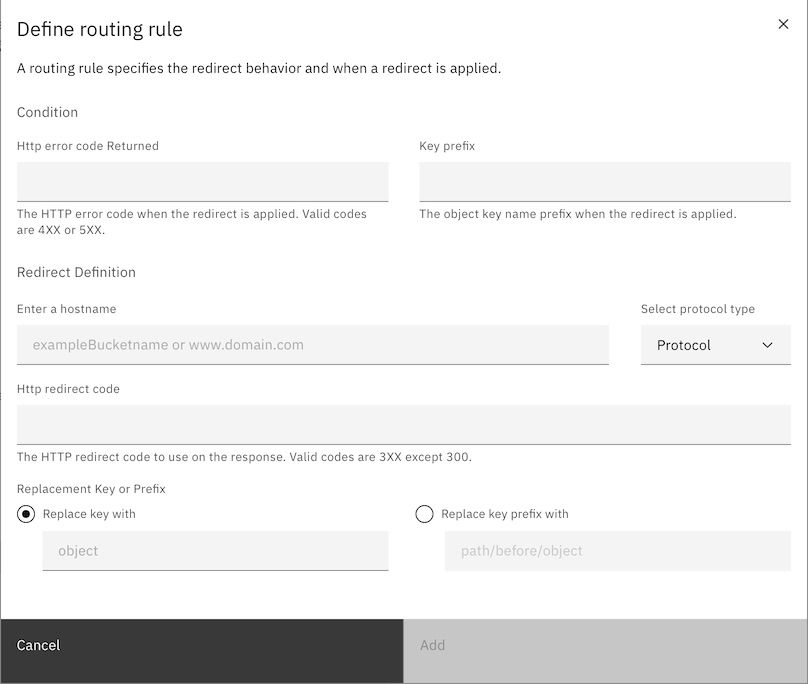 Define routing rule
A routing rule specifies the redirect behavior and when a redirect is applied.
Condition
Http error code Returned
Key prefix
The HTTP error code when the redirect is applied. Valid codes
are 4XX or 5XX.
The object key name prefix when the redirect is applied.
Redirect Definition
Enter a hostname
Select protocol type
exampleBucketname or www.domain.com
Protocol
Http redirect code
The HTTP redirect code to use on the response. Valid codes are 3XX except 300.
Replacement Key or Prefix
Replace key with
Replace key prefix with
object
path/before/object
Cancel
Add